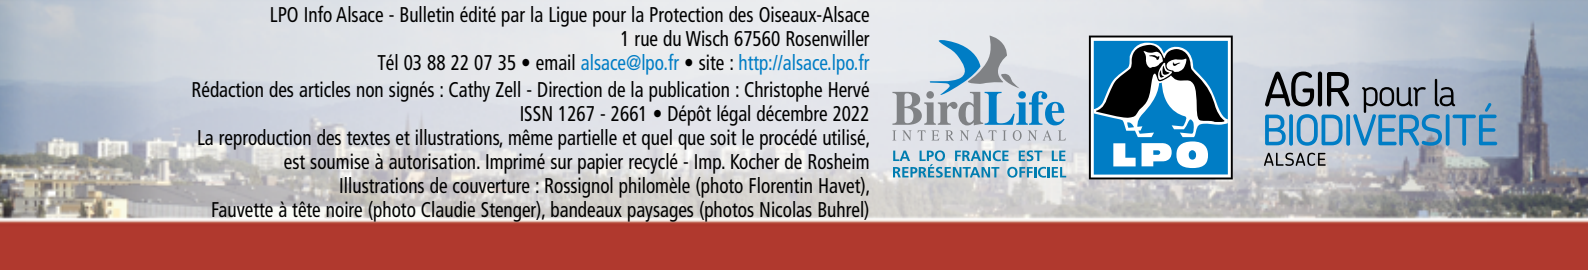 LPO Info Alsace - Bulletin édité par la Ligue pour la Protection des Oiseaux-Alsace
1 rue du Wisch 67560 Rosenwiller
Tél 03 88 22 07 35 • email alsace@lpo.fr • site : http://alsace.lpo.fr
Rédaction des articles non signés : Cathy Zell - Direction de la publication : Christophe Hervé
ISSN 1267 - 2661 • Dépôt légal décembre 2022
La reproduction des textes et illustrations, même partielle et quel que soit le procédé utilisé,
est soumise à autorisation. Imprimé sur papier recyclé - Imp. Kocher de Rosheim
Illustrations de couverture : Rossignol philomèle (photo Florentin Havet),
Fauvette à tête noire (photo Claudie Stenger), bandeaux paysages (photos Nicolas Buhrel)
BirdLife
INTERNATIONAL
LA LPO FRANCE EST LE
REPRÉSENTANT OFFICIEL
LPO
AGIR pour la
BIODIVERSITÉ
ALSACE